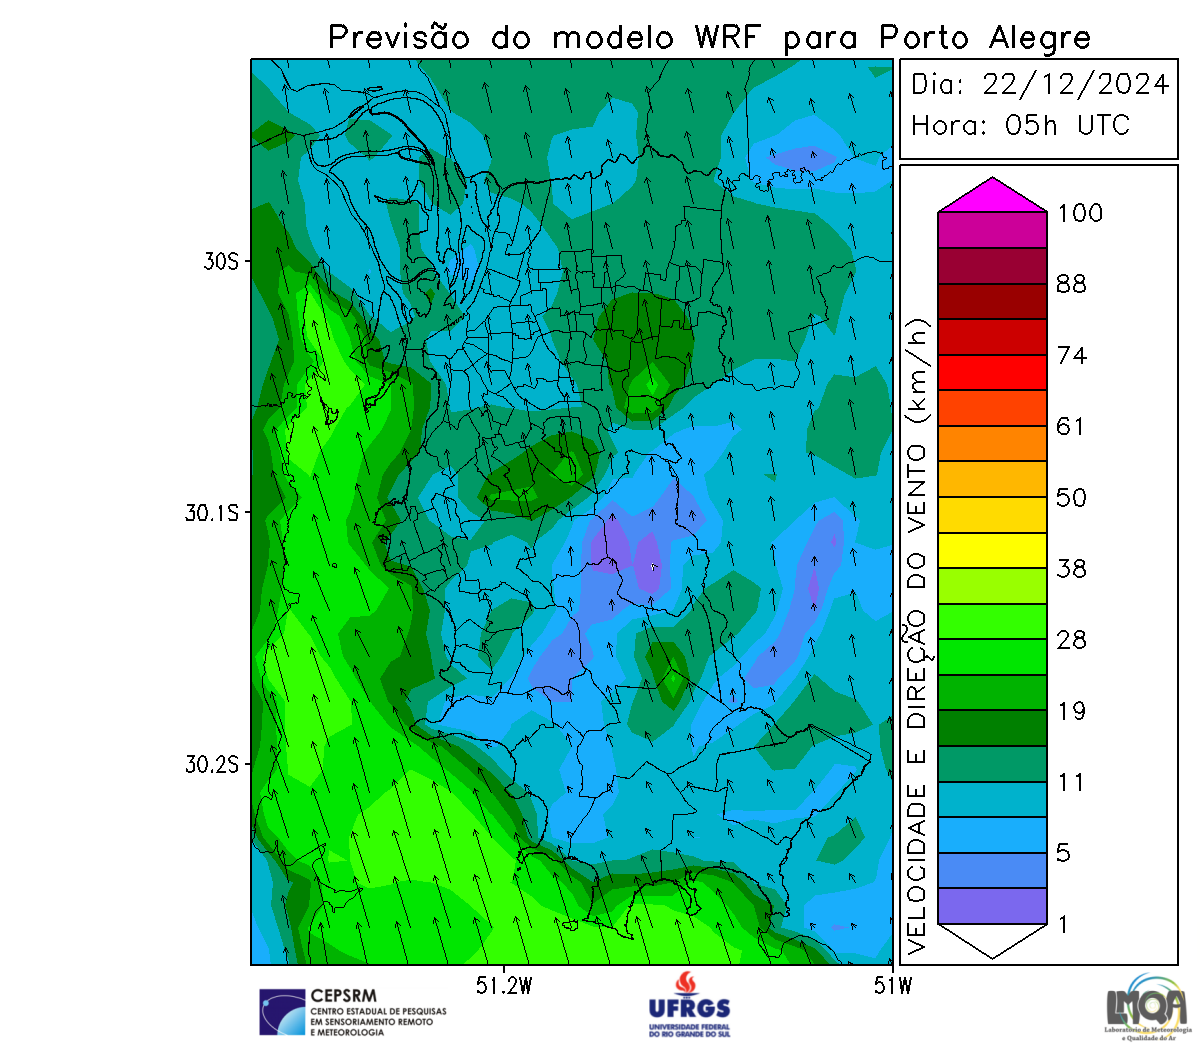 Previsão do modelo WRF para Porto Alegre
Dia: 22/12/2024
Hora: 05h UTC
VELOCIDADE E DIREÇÃO DO VENTO (km/h)
100
88
74
61
50
38
28
19
11
5
1
30S
30.1S
30.2S
51.2W
51W
CEPSRM
CENTRO ESTADUAL DE PESQUISAS
EM SENSORIAMENTO REMOTO
E METEOROLOGIA
UFRGS
UNIVERSIDADE FEDERAL
DO RIO GRANDE DO SUL
LMQA
Laboratório de Meteorologia
e Qualidade do Ar